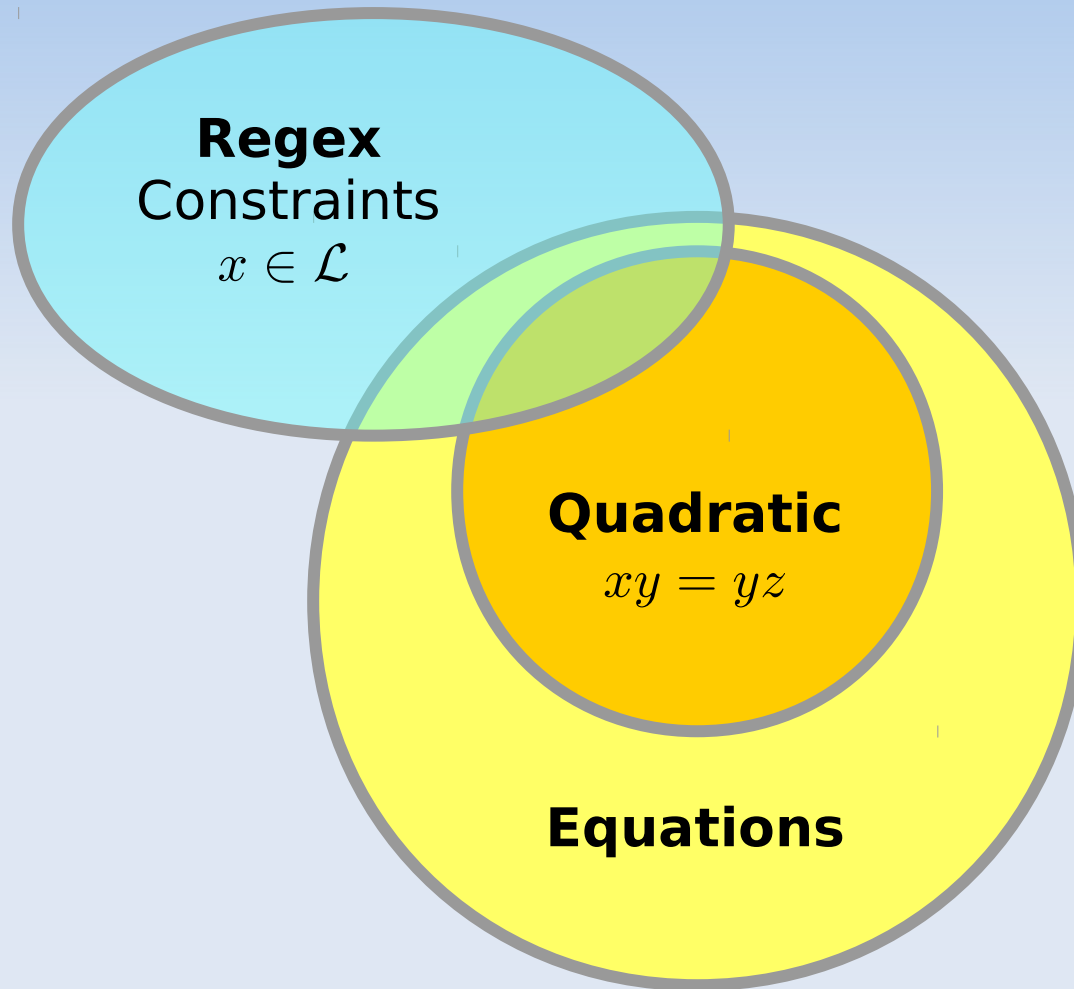 Regex
Constraints
x ∈ ℒ
Quadratic
xy = yz
Equations